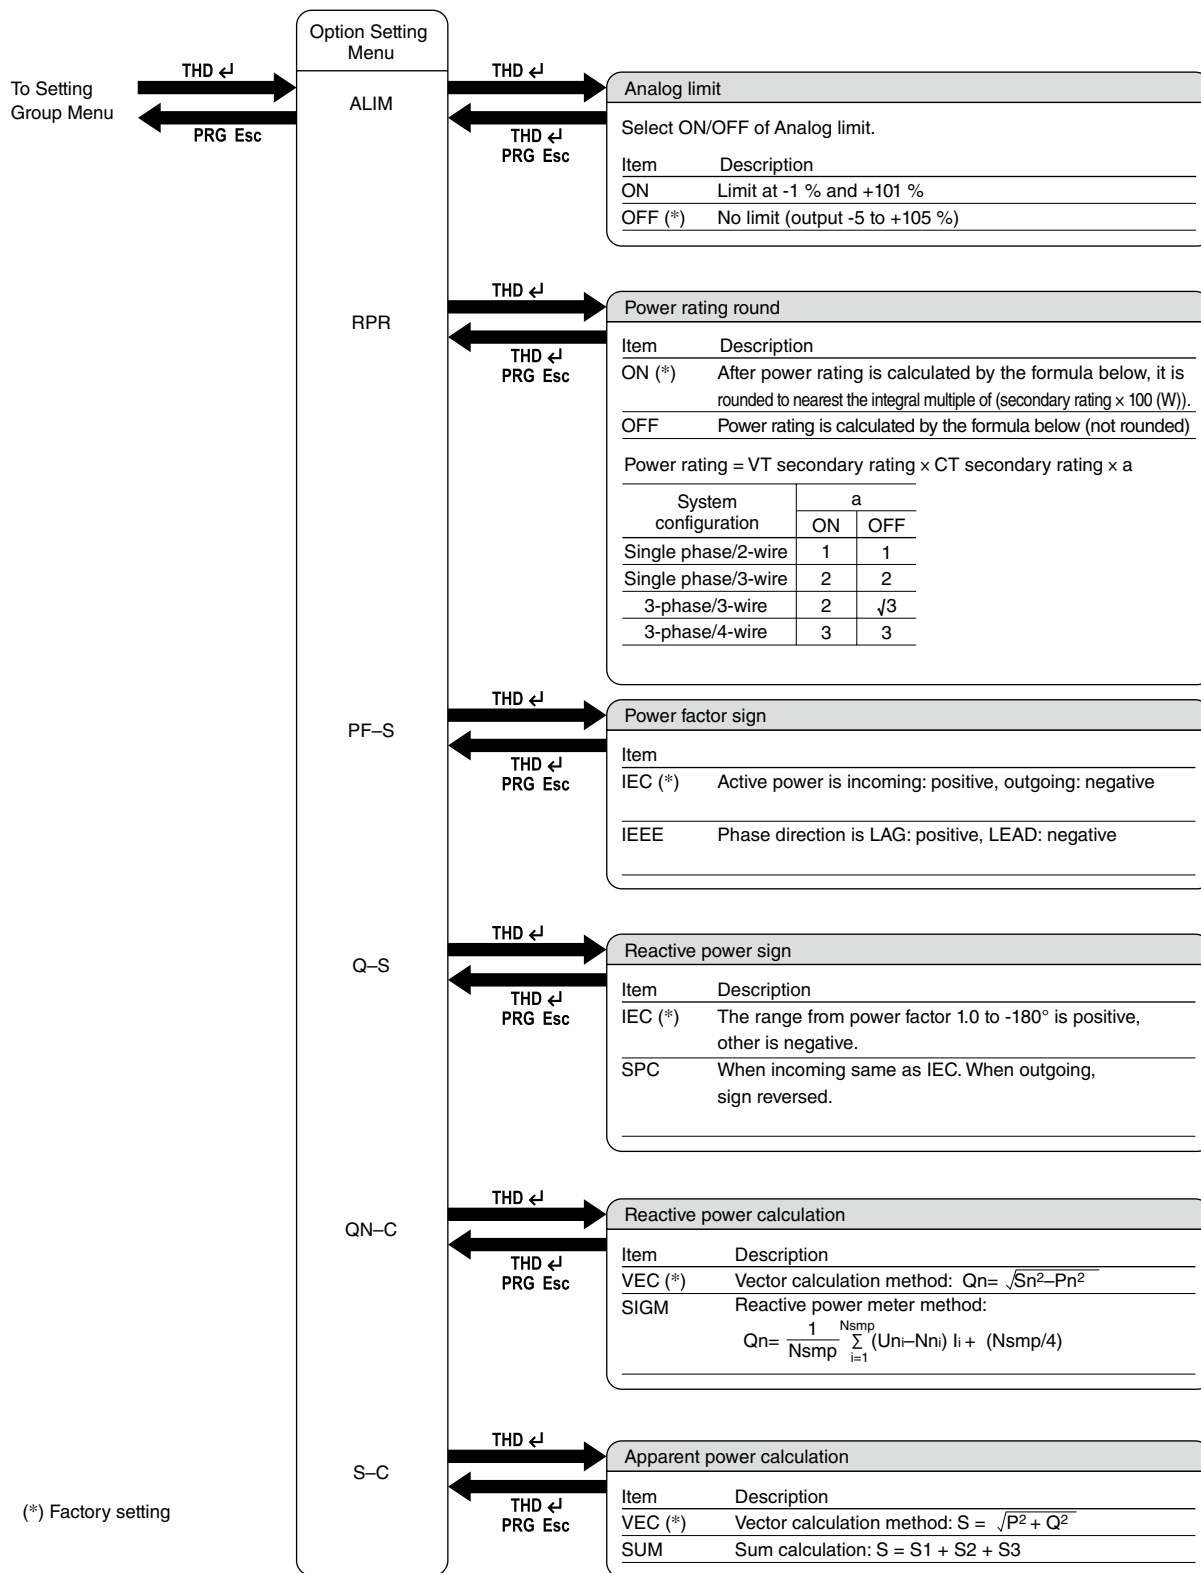 Option Setting
Menu
To Setting
Group Menu
THD ↵
PRG Esc
ALIM
THD ↵
THD ↵
PRG Esc
Analog limit
Select ON/OFF of Analog limit.
Item Description
ON Limit at -1 % and +101 %
OFF (*) No limit (output -5 to +105 %)
RPR
THD ↵
THD ↵
PRG Esc
Power rating round
Item Description
ON (*) After power rating is calculated by the formula below, it is
rounded to nearest the integral multiple of (secondary rating × 100 (W)).
OFF Power rating is calculated by the formula below (not rounded)
Power rating = VT secondary rating × CT secondary rating × a
System
configuration
a
ON OFF
Single phase/2-wire 1 1
Single phase/3-wire 2 2
3-phase/3-wire 2 √3
3-phase/4-wire 3 3
PF–S
THD ↵
THD ↵
PRG Esc
Power factor sign
Item
IEC (*) Active power is incoming: positive, outgoing: negative
IEEE Phase direction is LAG: positive, LEAD: negative
Q–S
THD ↵
THD ↵
PRG Esc
Reactive power sign
Item Description
IEC (*) The range from power factor 1.0 to -180° is positive,
other is negative.
SPC When incoming same as IEC. When outgoing,
sign reversed.
QN–C
THD ↵
THD ↵
PRG Esc
Reactive power calculation
Item Description
VEC (*) Vector calculation method: Qn= √Sn²–Pn²
SIGM Reactive power meter method:
Qn= 1/Nsmp Nsmp Σ i=1 (Uni–Nni) Ii + (Nsmp/4)
S–C
THD ↵
THD ↵
PRG Esc
Apparent power calculation
Item Description
VEC (*) Vector calculation method: S = √P² + Q²
SUM Sum calculation: S = S1 + S2 + S3
(*) Factory setting